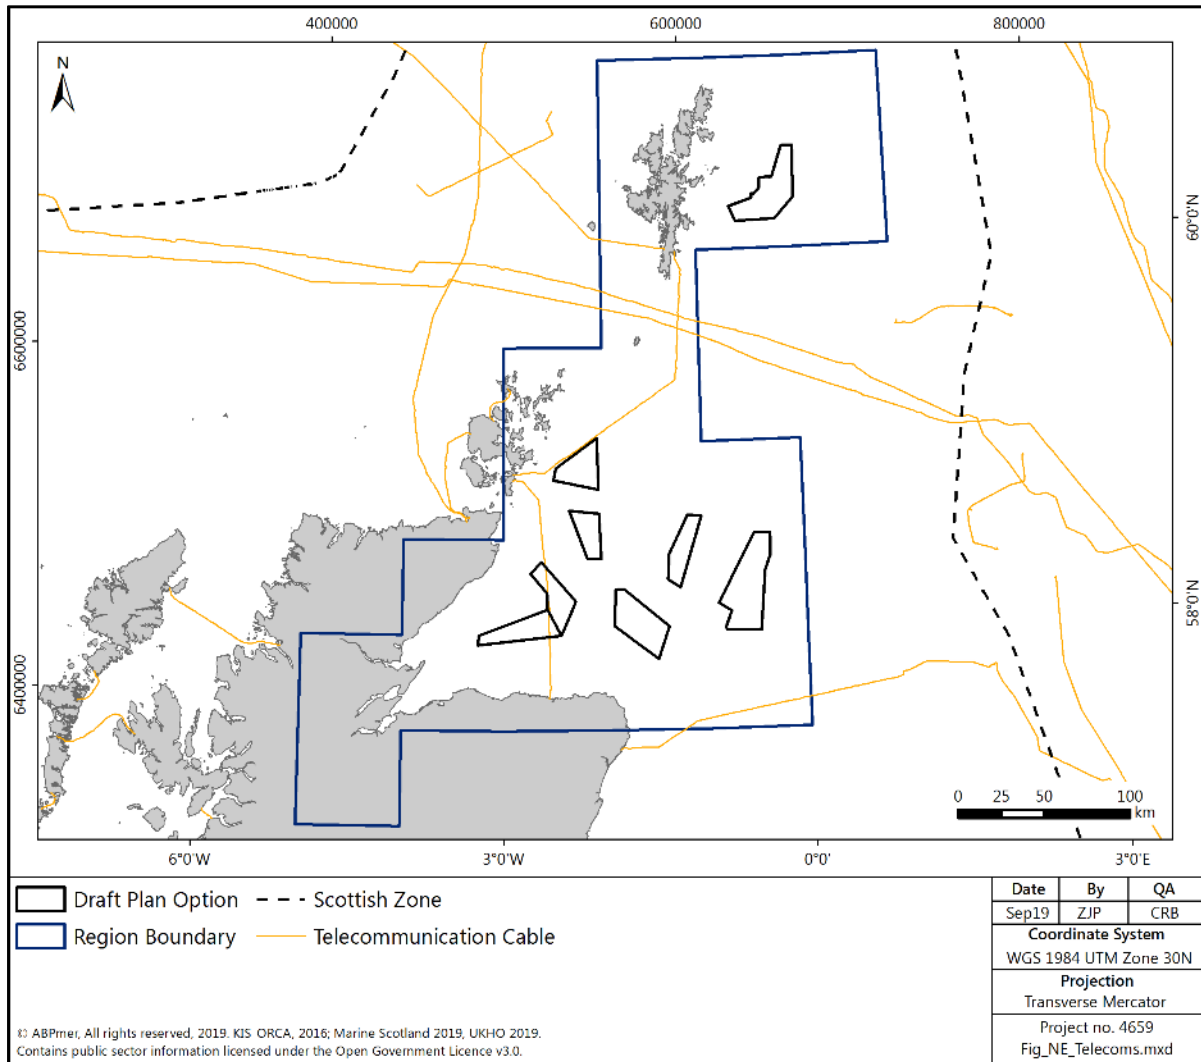 400000 600000 800000
N
60°0'N
6600000
58°0'N
6400000
0 25 50 100
km
6°0'W 3°0'W 0°0' 3°0'E
Draft Plan Option Scottish Zone
Region Boundary Telecommunication Cable
Date By QA
Sep19 ZJP CRB
Coordinate System
WGS 1984 UTM Zone 30N
Projection
Transverse Mercator
Project no. 4659
Fig_NE_Telecoms.mxd
© ABPmer, All rights reserved, 2019. KIS ORCA, 2016; Marine Scotland 2019, UKHO 2019.
Contains public sector information licensed under the Open Government Licence v3.0.